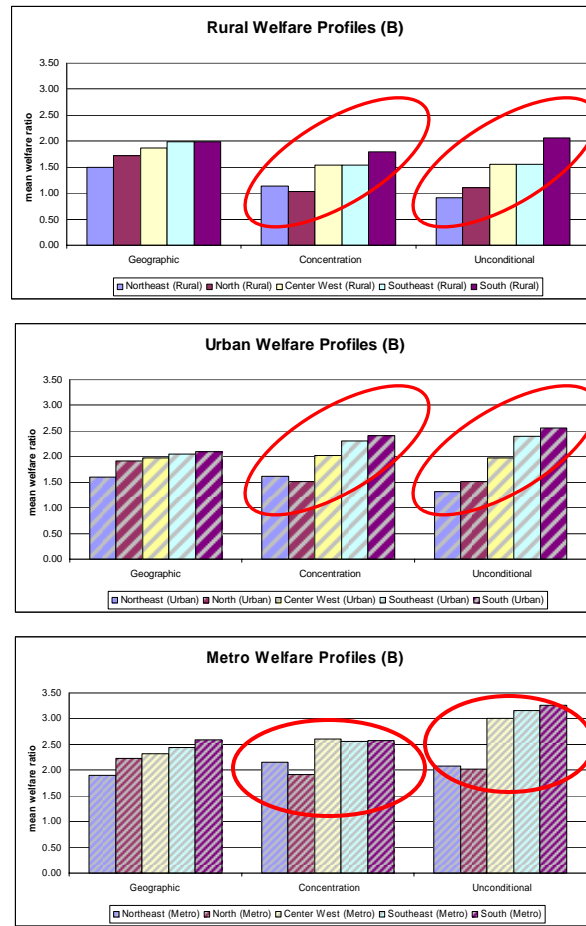 Rural Welfare Profiles (B)
mean welfare ratio
3.50
3.00
2.50
2.00
1.50
1.00
0.50
0.00
Geographic Concentration Unconditional
Northeast (Rural) North (Rural) Center West (Rural) Southeast (Rural) South (Rural)
Urban Welfare Profiles (B)
mean welfare ratio
3.50
3.00
2.50
2.00
1.50
1.00
0.50
0.00
Geographic Concentration Unconditional
Northeast (Urban) North (Urban) Center West (Urban) Southeast (Urban) South (Urban)
Metro Welfare Profiles (B)
mean welfare ratio
3.50
3.00
2.50
2.00
1.50
1.00
0.50
0.00
Geographic Concentration Unconditional
Northeast (Metro) North (Metro) Center West (Metro) Southeast (Metro) South (Metro)